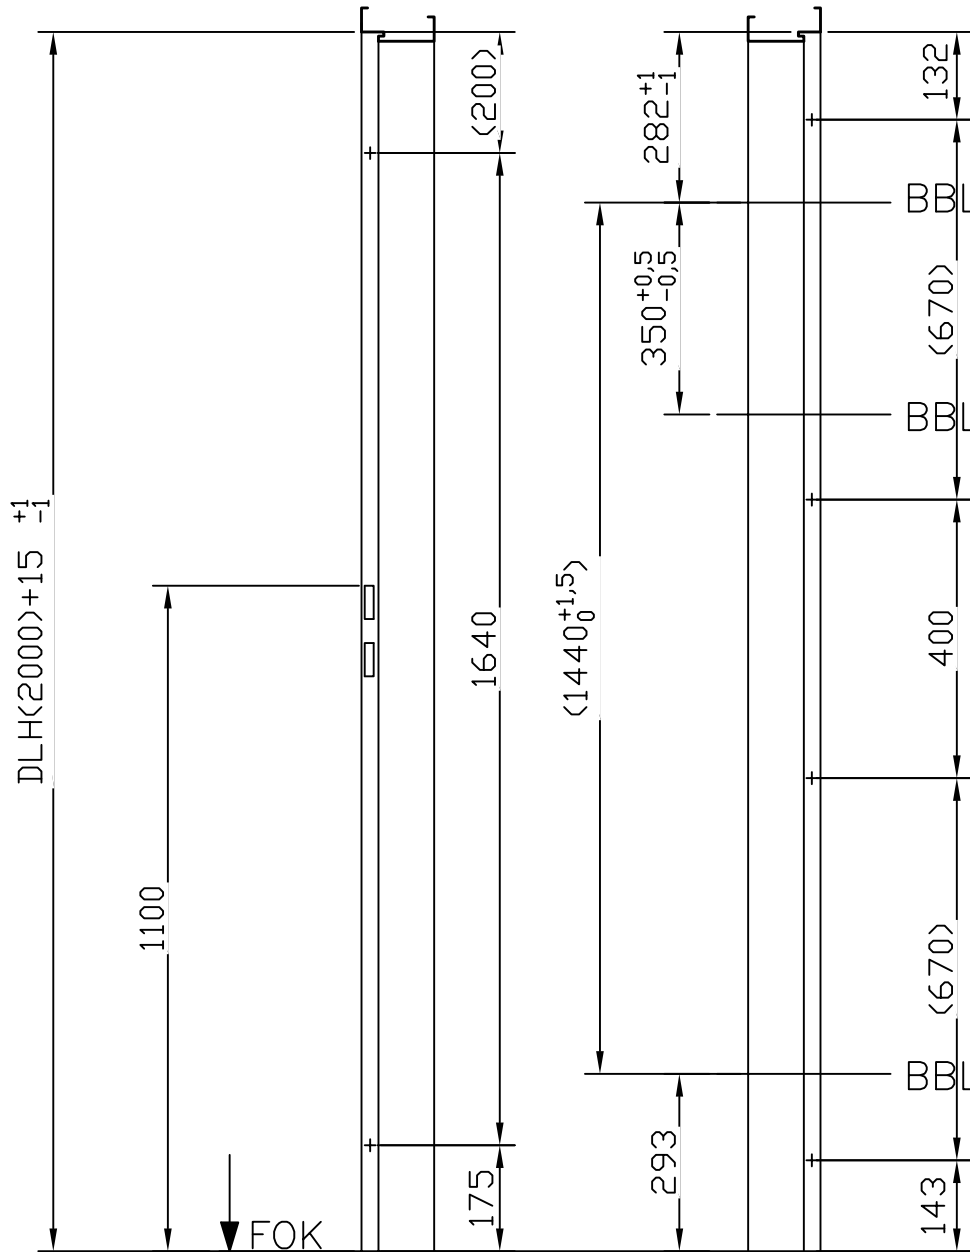 DLH(2000)+15 +1 -1
1100
FOK
(200)
1640
175
282 +1 -1
350 +0,5 -0,5
(1440 +1,5 0)
293
132
BBL
(670)
BBL
400
(670)
BBL
143